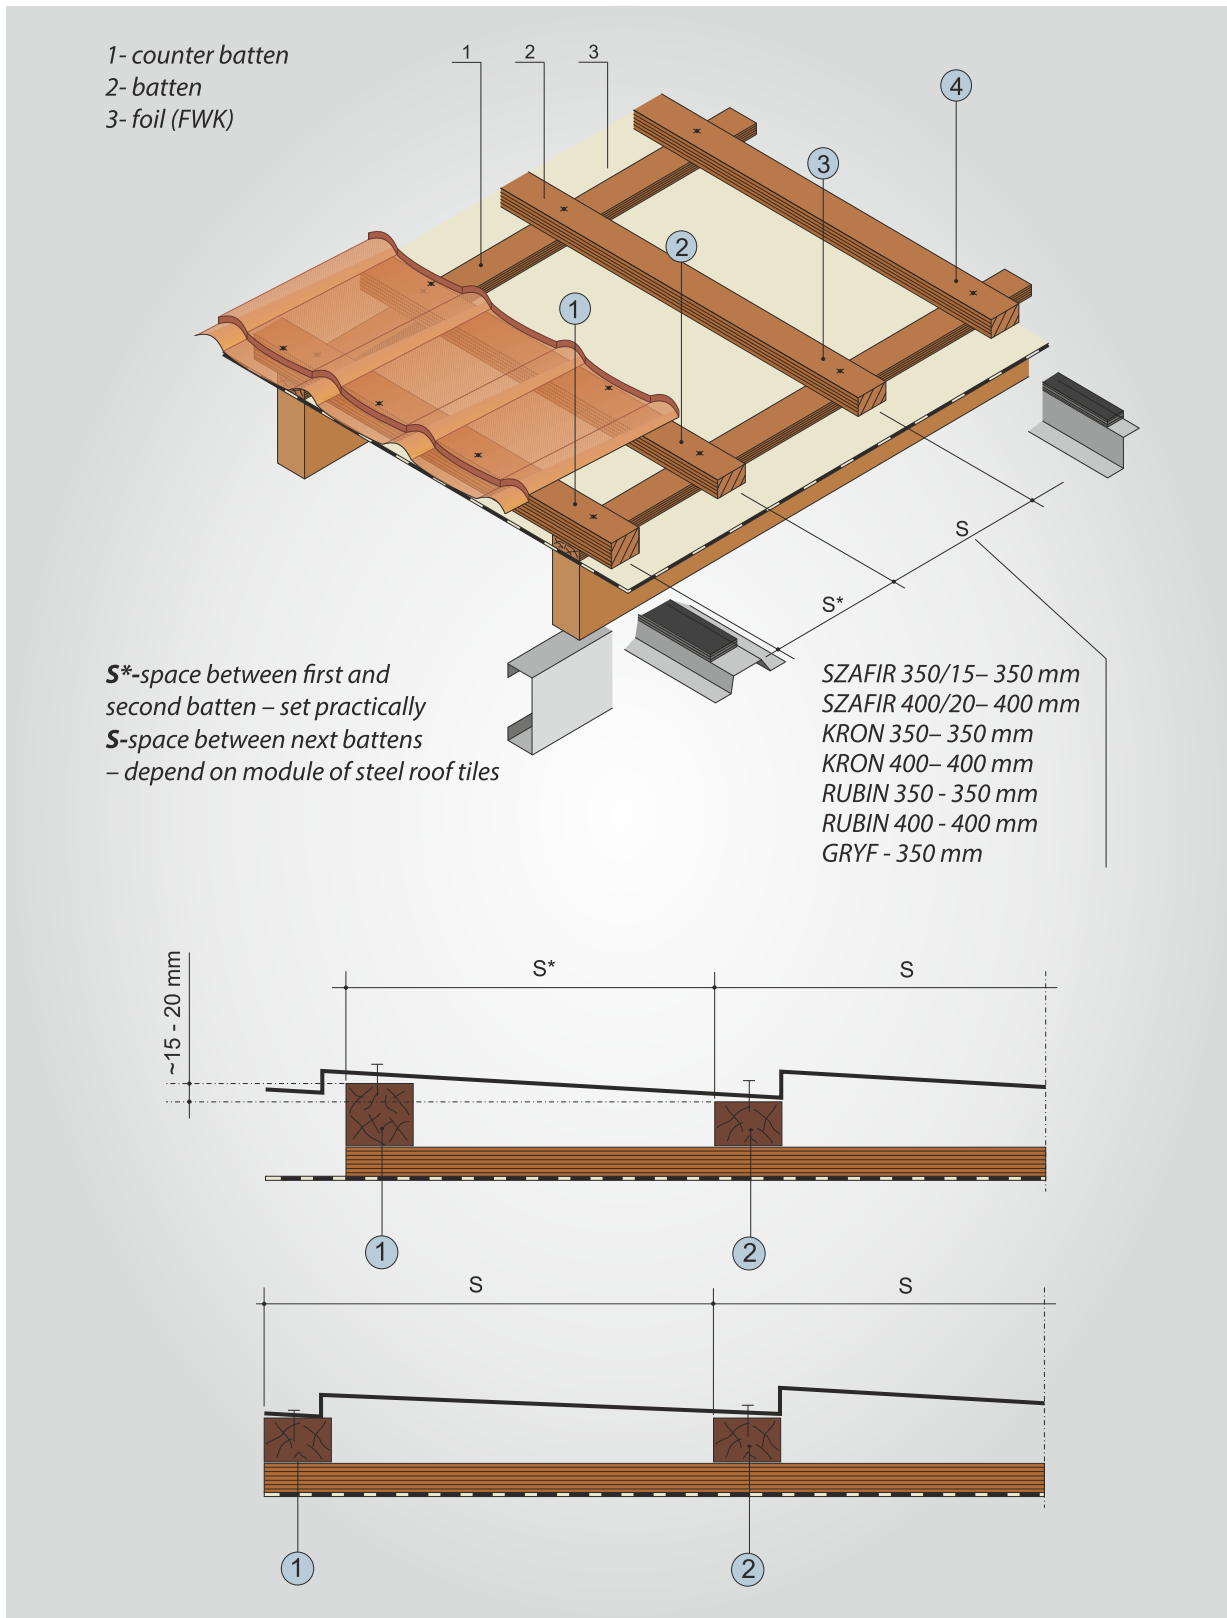 1- counter batten
2- batten
3- foil (FWK)
1
2
3
4
3
2
1
S
S*
S*-space between first and
second batten – set practically
S-space between next battens
– depend on module of steel roof tiles
SZAFIR 350/15– 350 mm
SZAFIR 400/20– 400 mm
KRON 350– 350 mm
KRON 400– 400 mm
RUBIN 350 - 350 mm
RUBIN 400 - 400 mm
GRYF - 350 mm
~15 - 20 mm
S*
S
1
2
S
S
1
2